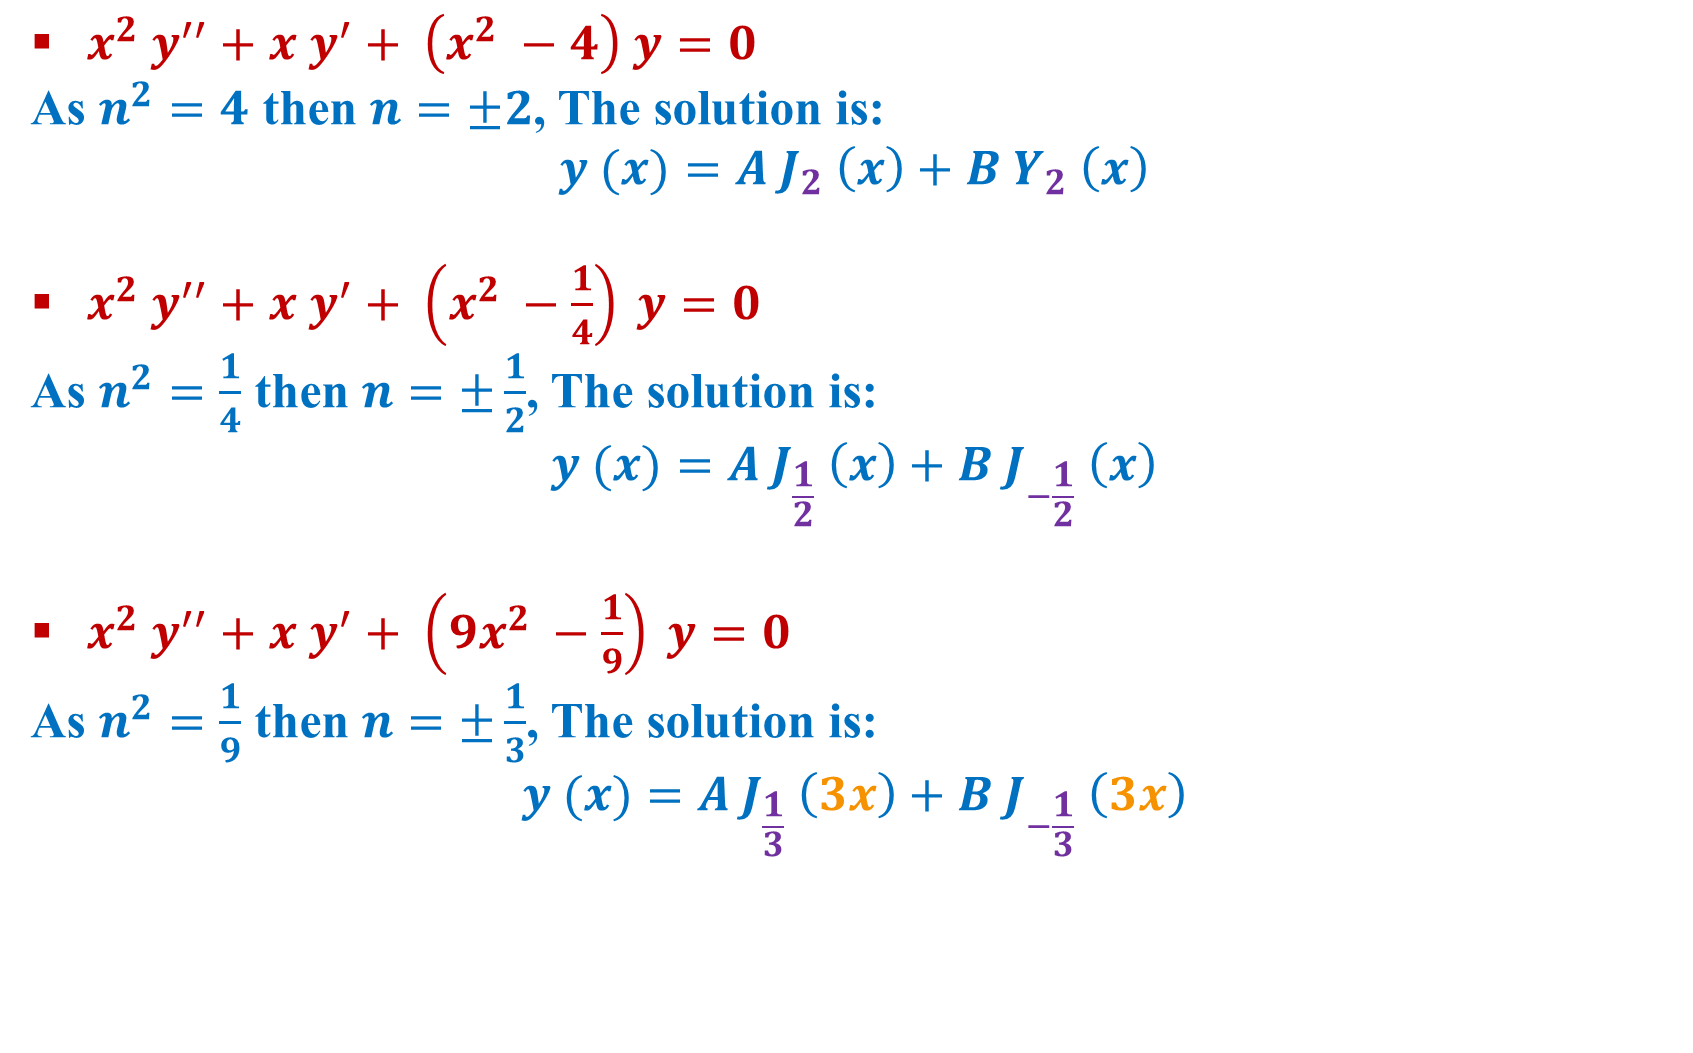 ▪ x² y′′ + x y′ + (x² − 4) y = 0
As n² = 4 then n = ±2, The solution is:
y (x) = A J₂ (x) + B Y₂ (x)
▪ x² y′′ + x y′ + (x² − 1/4) y = 0
As n² = 1/4 then n = ±1/2, The solution is:
y (x) = A J_{1/2} (x) + B J_{−1/2} (x)
▪ x² y′′ + x y′ + (9x² − 1/9) y = 0
As n² = 1/9 then n = ±1/3, The solution is:
y (x) = A J_{1/3} (3x) + B J_{−1/3} (3x)